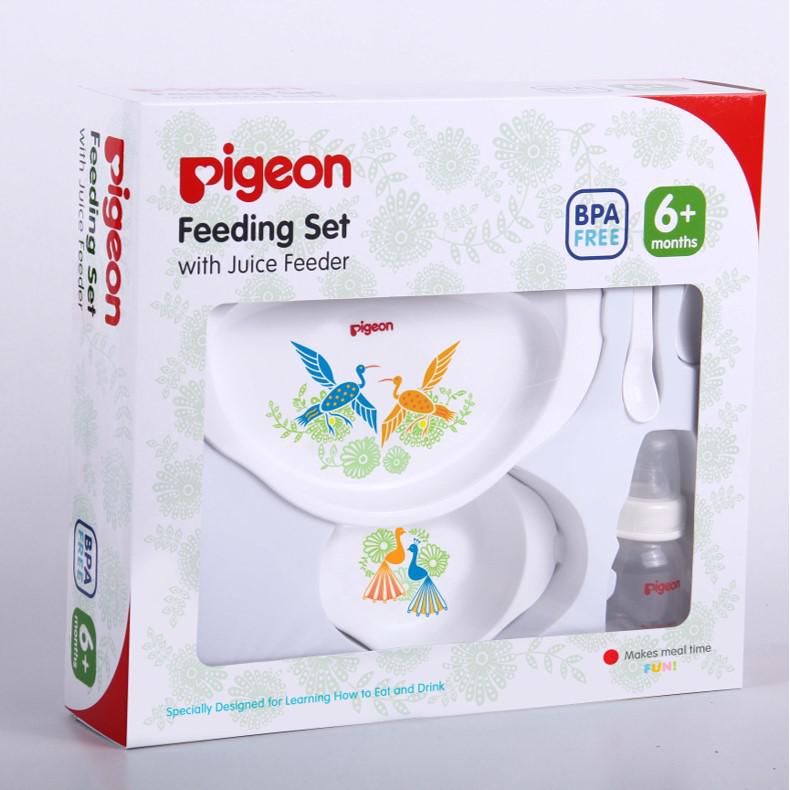 pigeon
Feeding Set
with Juice Feeder
BPA
FREE
6+
months
pigeon
Feeding Set
with Juice Feeder
BPA
FREE
6+
months
pigeon
pigeon
Makes meal time
FUN!
Specially Designed for Learning How to Eat and Drink